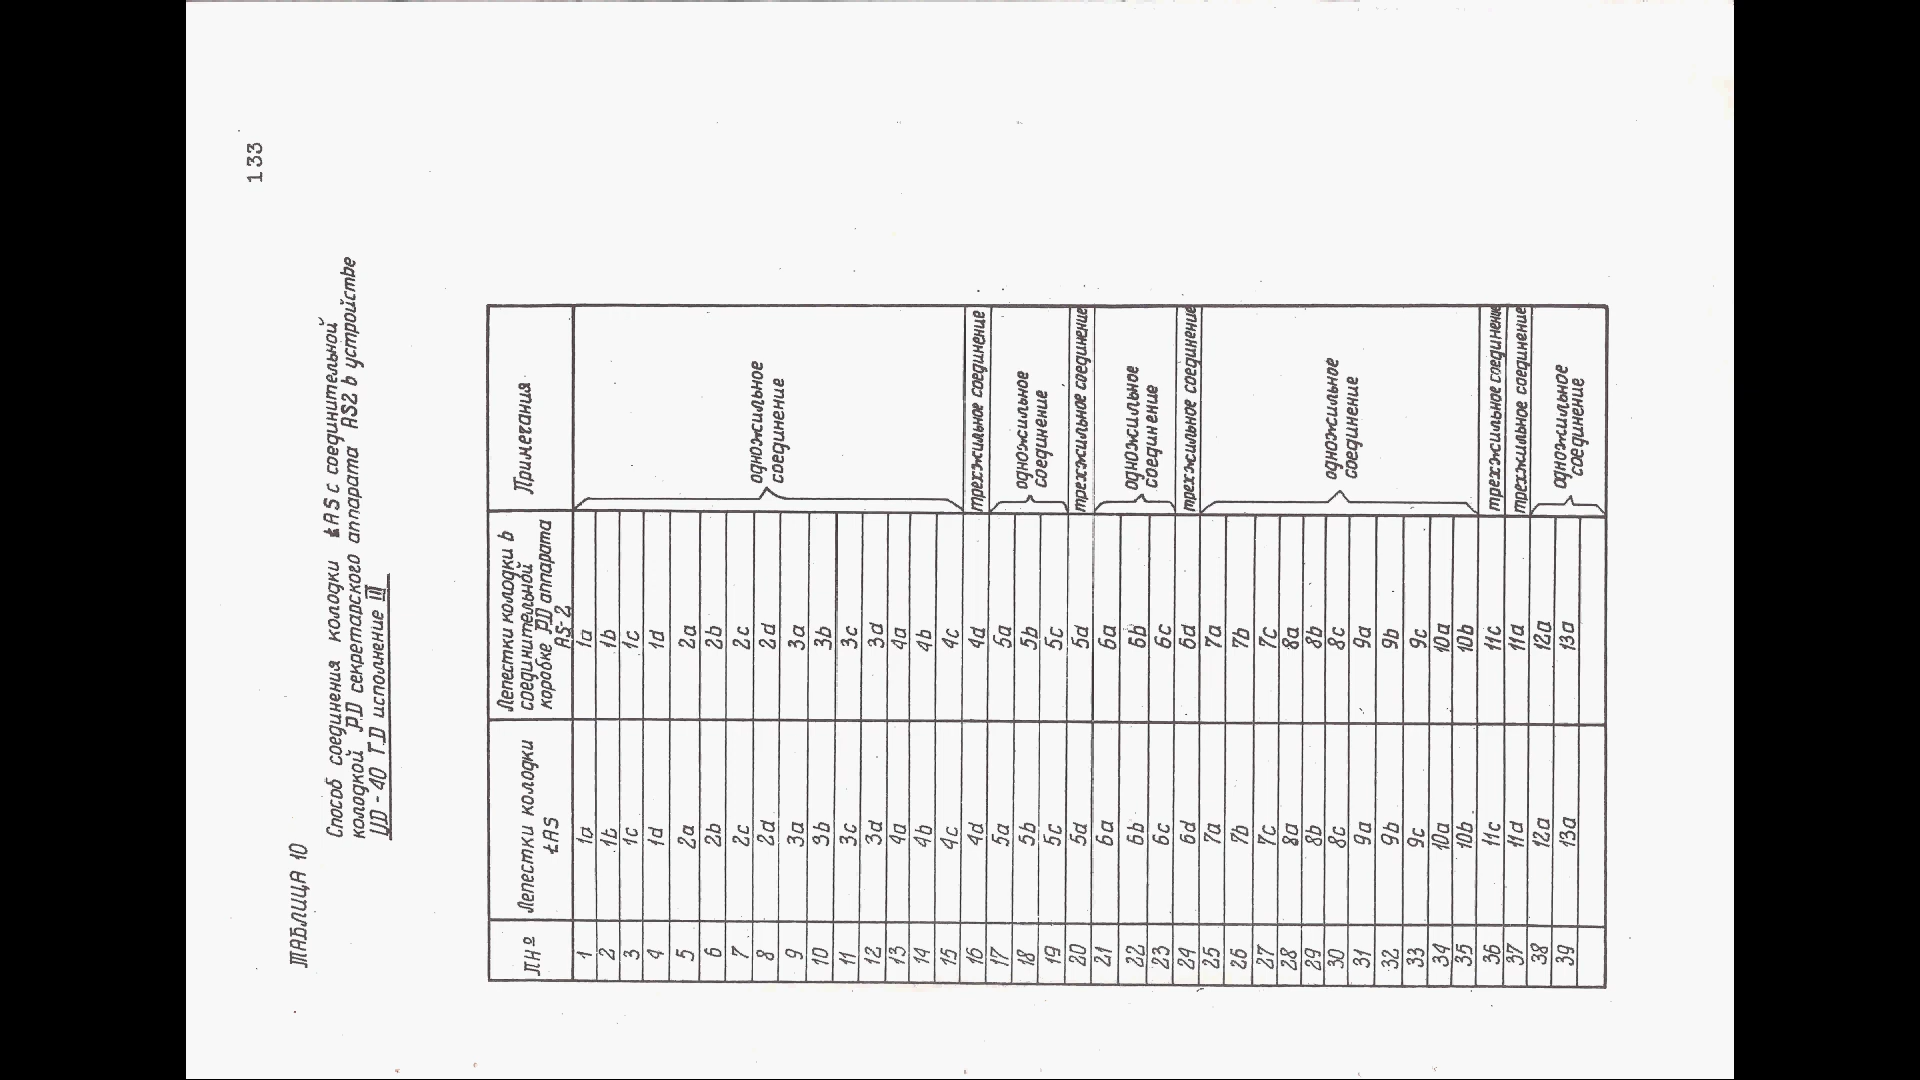 133
ТАБЛИЦА 10
Способ соединения колодки ŁAS с соединительной
колодкой PD секретарского аппарата AS2 b устройстbе
UD-40 T.D исполнение III
ЛНº Лепестки колодки ŁAS Лепестки колодки b соединительной коробке PD аппарата AS-2 Примечания
1 1a 1a
2 1b 1b
3 1c 1c
4 1d 1d
5 2a 2a
6 2b 2b
7 2c 2c
8 2d 2d
9 3a 3a
10 3b 3b
11 3c 3c
12 3d 3d
13 4a 4a
14 4b 4b
15 4c 4c
одножильное
соединение
16 4d 4d трехжильное соединение
17 5a 5a
18 5b 5b
19 5c 5c
одножильное
соединение
20 5d 5d трехжильное соединение
21 6a 6a
22 6b 6b
23 6c 6c
одножильное
соединение
24 6d 6d трехжильное соединение
25 7a 7a
26 7b 7b
27 7c 7c
28 8a 8a
29 8b 8b
30 8c 8c
31 9a 9a
32 9b 9b
33 9c 9c
34 10a 10a
35 10b 10b
одножильное
соединение
36 11c 11c трехжильное соединение
37 11d 11a трехжильное соединение
38 12a 12a
39 13a 13a
одножильное
соединение